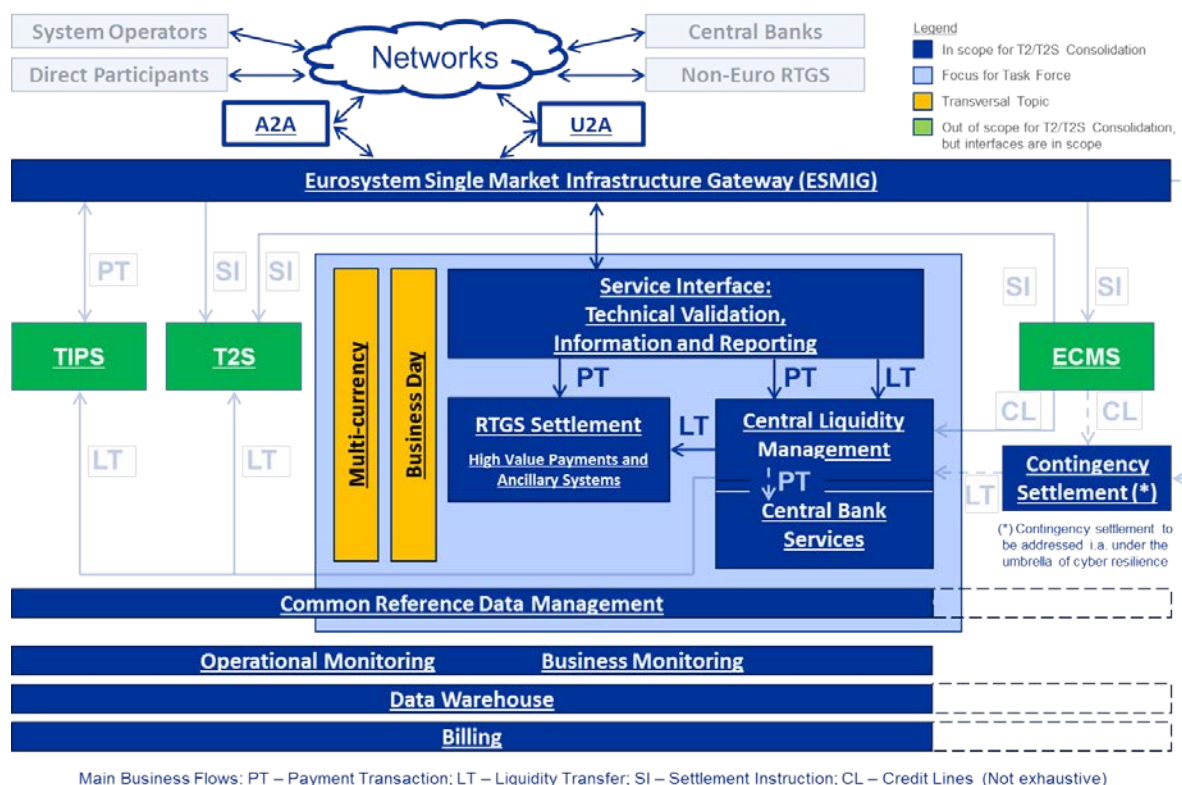 System Operators
Direct Participants
Networks
Central Banks
Non-Euro RTGS
Legend
In scope for T2/T2S Consolidation
Focus for Task Force
Transversal Topic
Out of scope for T2/T2S Consolidation,
but interfaces are in scope
A2A
U2A
Eurosystem Single Market Infrastructure Gateway (ESMIG)
PT
SI
SI
SI
SI
TIPS
T2S
ECMS
Multi-currency
Business Day
Service Interface:
Technical Validation,
Information and Reporting
PT
PT
LT
RTGS Settlement
High Value Payments and
Ancillary Systems
LT
Central Liquidity
Management
PT
Central Bank
Services
CL
CL
LT
LT
LT
Contingency
Settlement (*)
(*) Contingency settlement to
be addressed i.a. under the
umbrella of cyber resilience
Common Reference Data Management
Operational Monitoring
Business Monitoring
Data Warehouse
Billing
Main Business Flows: PT – Payment Transaction; LT – Liquidity Transfer; SI – Settlement Instruction; CL – Credit Lines (Not exhaustive)